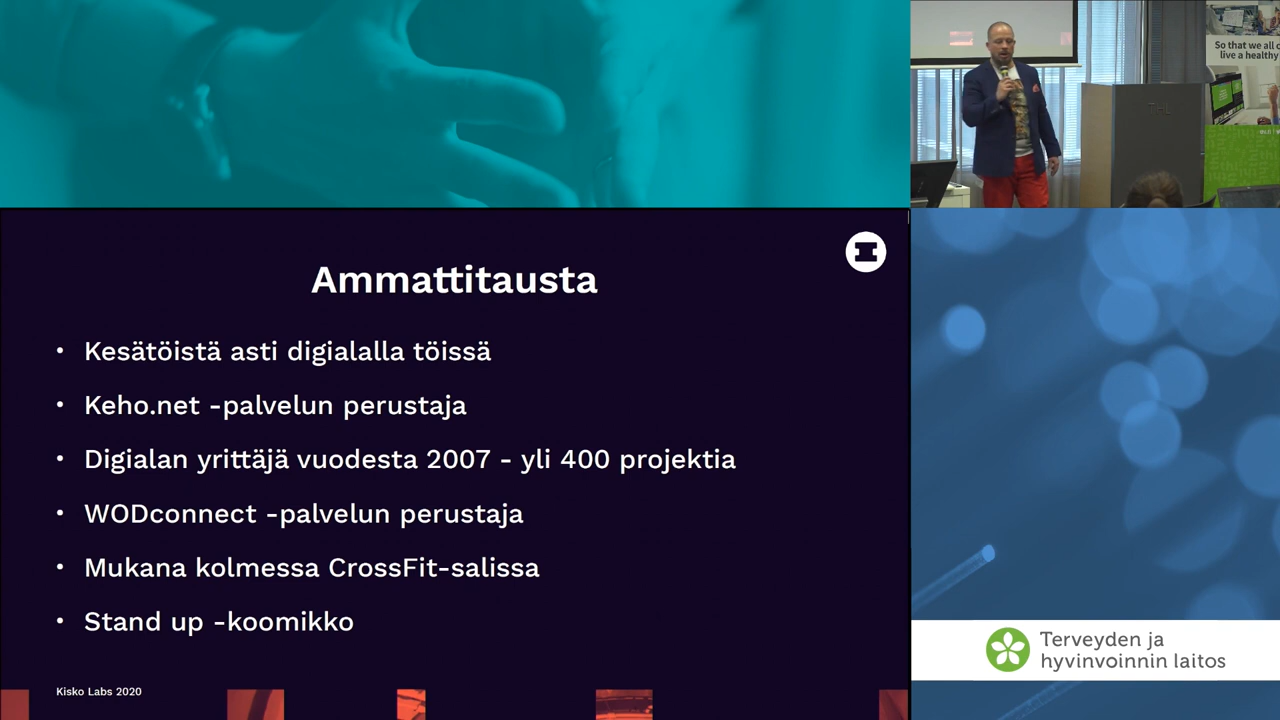 So that we all c
live a healthy
THL
Ammattitausta
• Kesätöistä asti digialalla töissä
• Keho.net -palvelun perustaja
• Digialan yrittäjä vuodesta 2007 - yli 400 projektia
• WODconnect -palvelun perustaja
• Mukana kolmessa CrossFit-salissa
• Stand up -koomikko
Kisko Labs 2020
Terveyden ja
hyvinvoinnin laitos